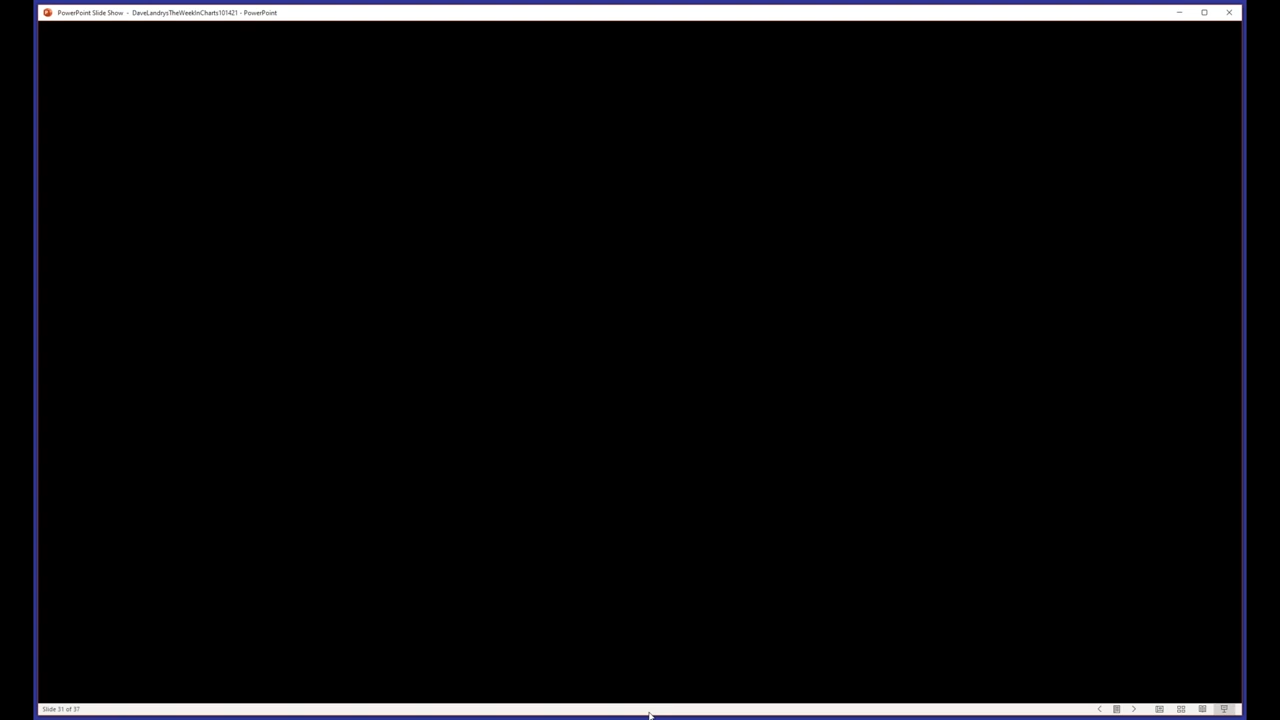 PowerPoint Slide Show - DaveLandrysTheWeekInCharts101421 - PowerPoint
Slide 31 of 37